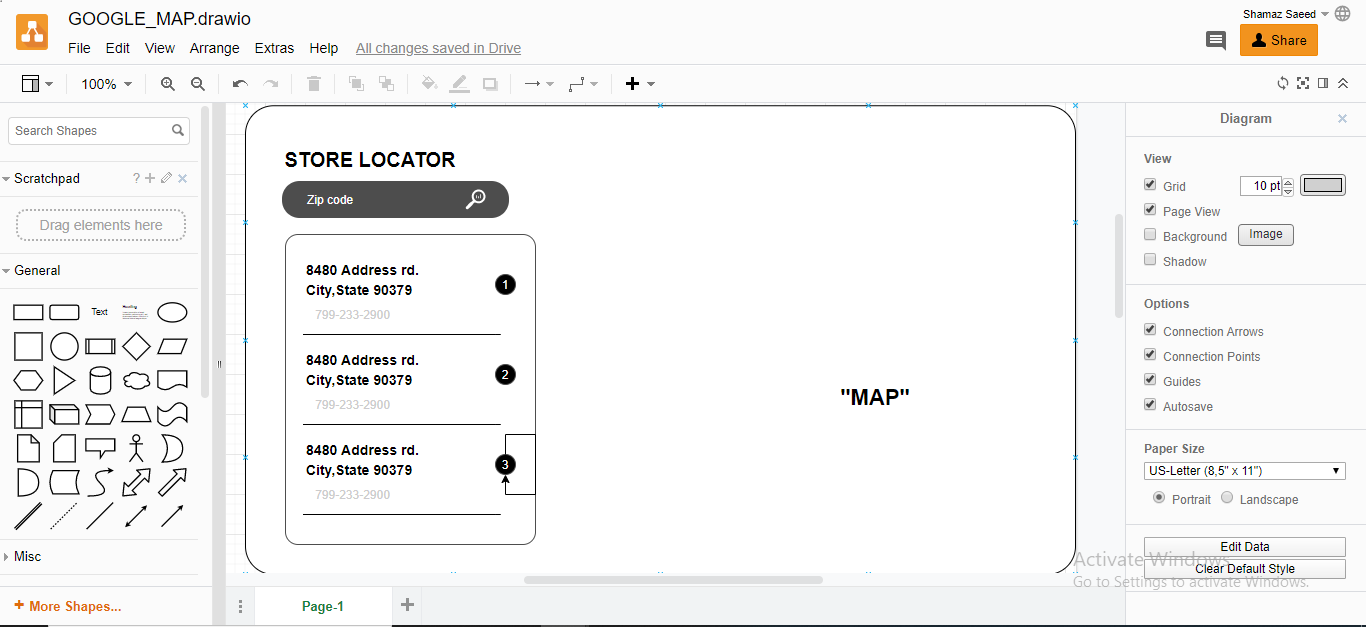 GOOGLE_MAP.drawio
Shamaz Saeed
File Edit View Arrange Extras Help All changes saved in Drive
Share
100%
Search Shapes
Scratchpad
?
Drag elements here
General
Text
Heading
Misc
+ More Shapes...
STORE LOCATOR
Zip code
8480 Address rd.
City,State 90379
1
799-233-2900
8480 Address rd.
City,State 90379
2
799-233-2900
8480 Address rd.
City,State 90379
3
799-233-2900
"MAP"
Page-1
Diagram
View
Grid 10 pt
Page View
Background Image
Shadow
Options
Connection Arrows
Connection Points
Guides
Autosave
Paper Size
US-Letter (8,5" x 11")
Portrait Landscape
Edit Data
Clear Default Style
Activate Windows
Go to Settings to activate Windows.